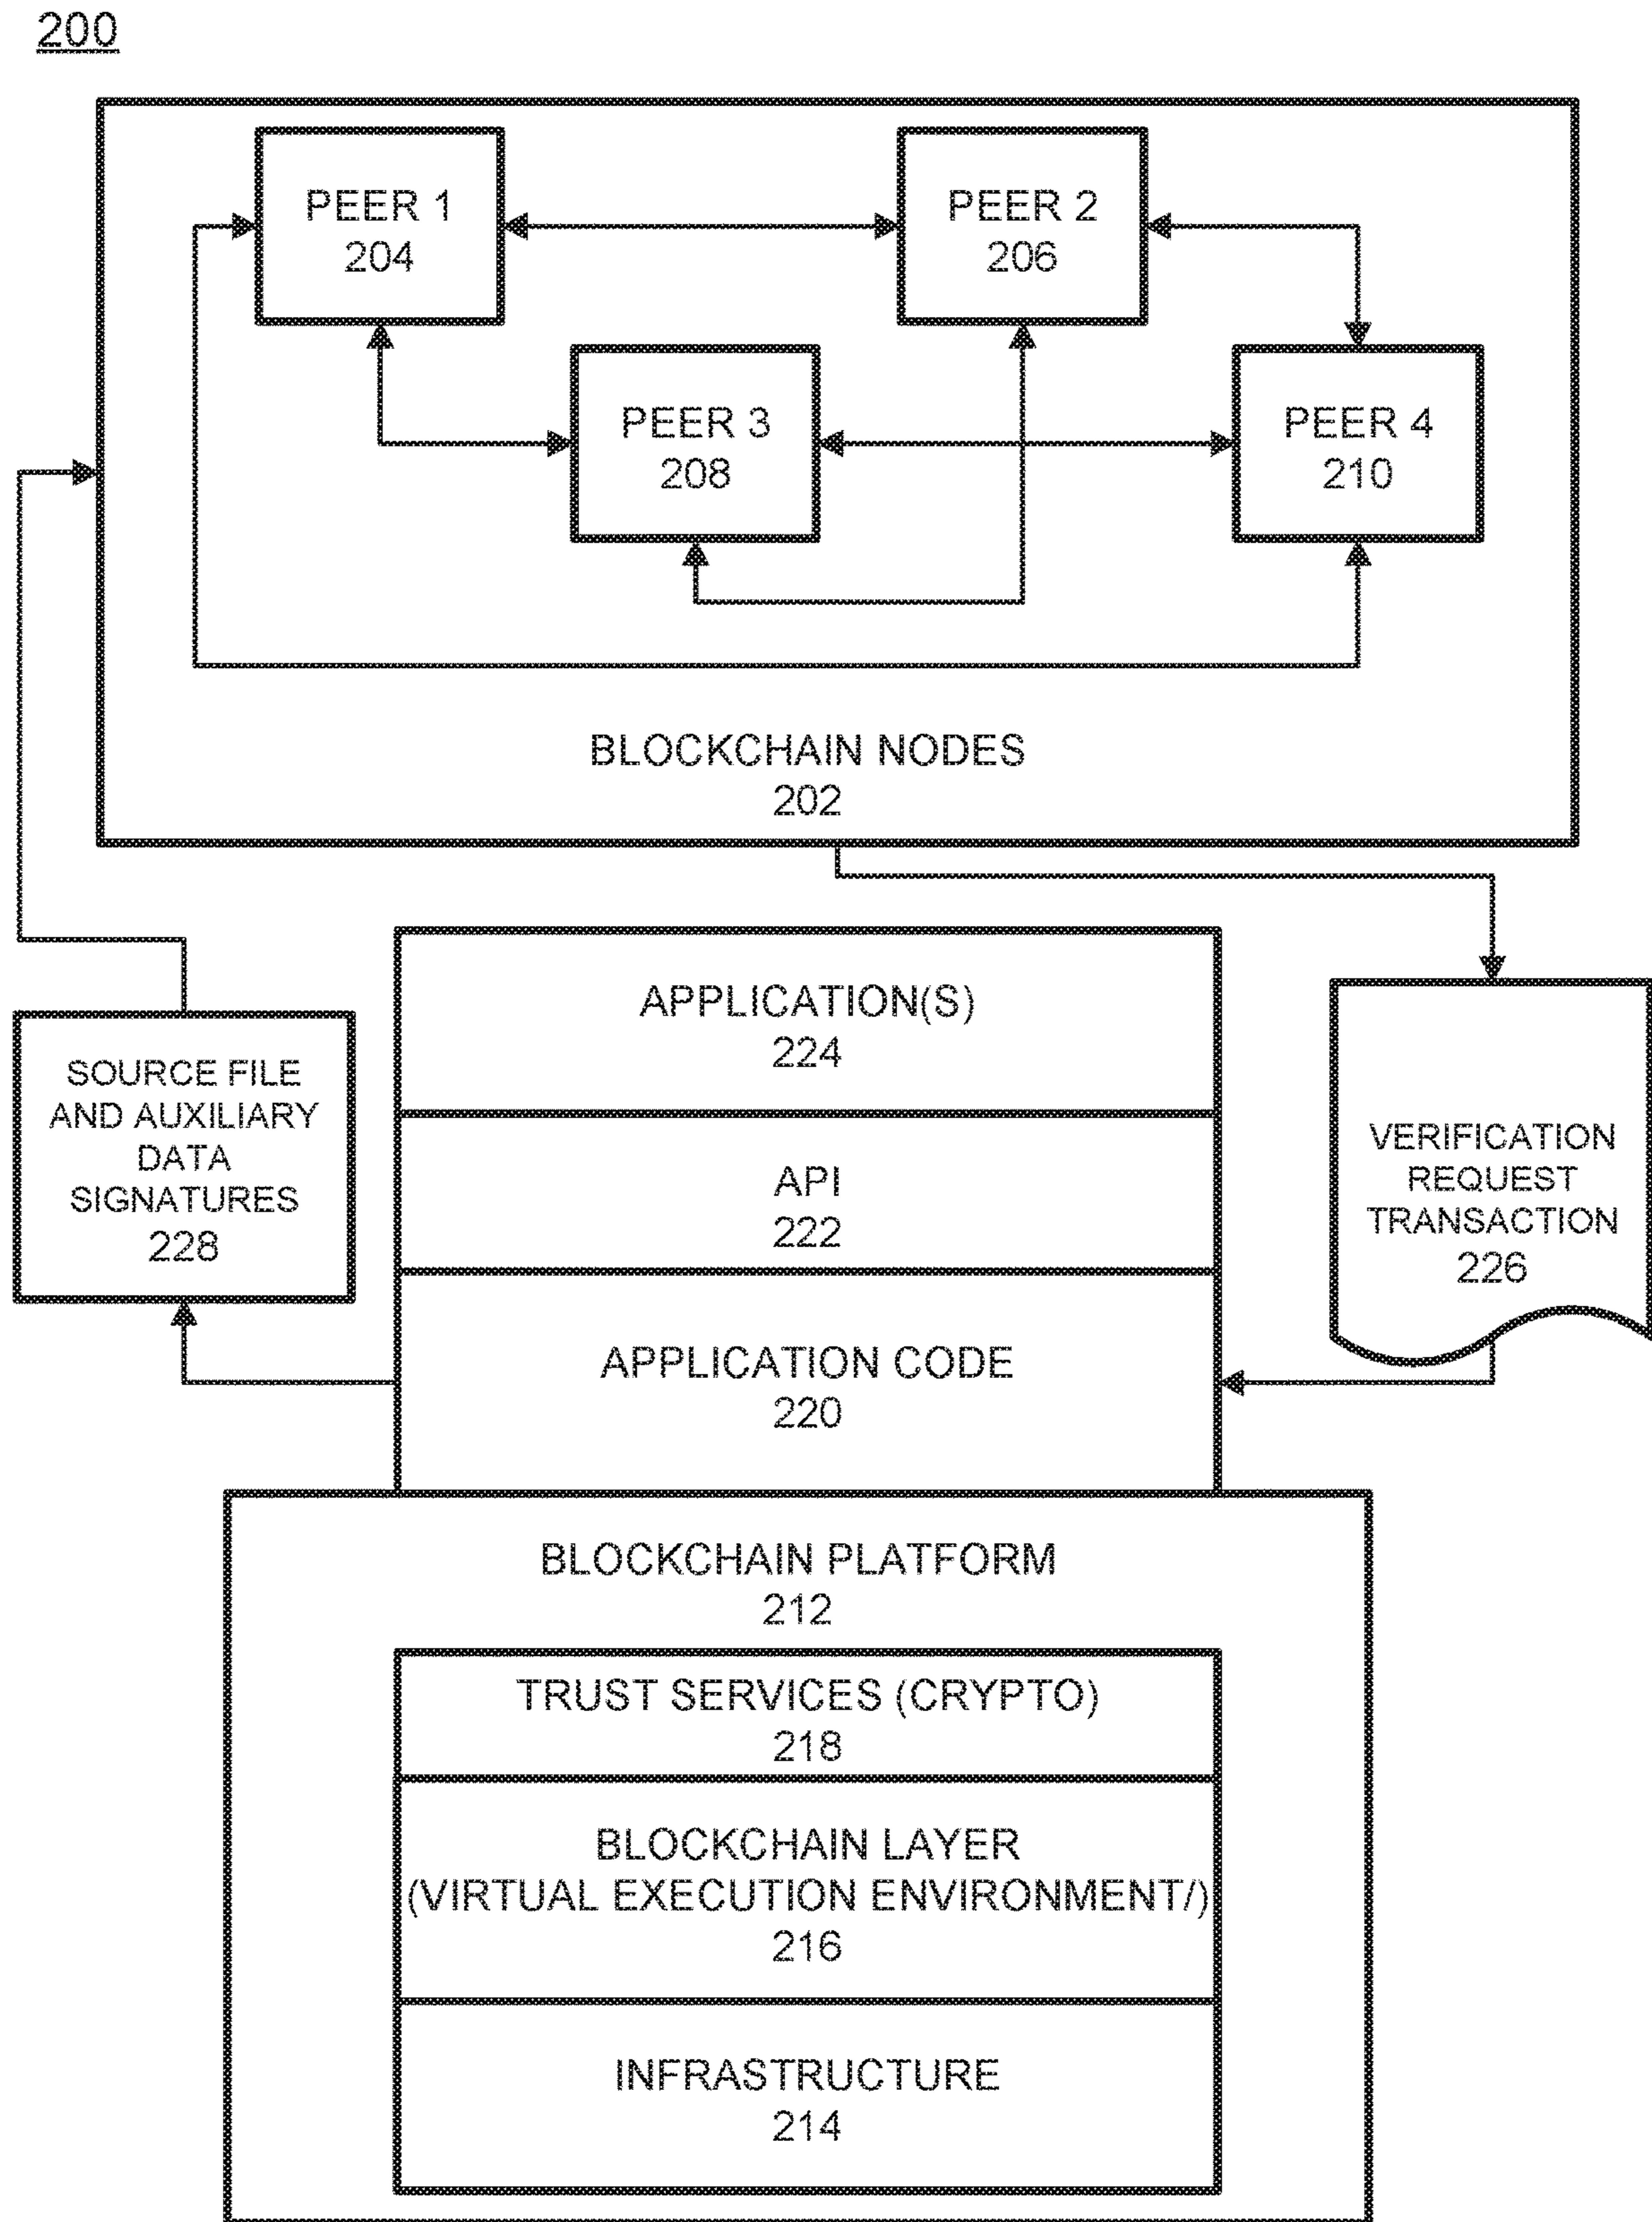 200
PEER 1
204
PEER 2
206
PEER 3
208
PEER 4
210
BLOCKCHAIN NODES
202
APPLICATION(S)
224
API
222
APPLICATION CODE
220
SOURCE FILE
AND AUXILIARY
DATA
SIGNATURES
228
VERIFICATION
REQUEST
TRANSACTION
226
BLOCKCHAIN PLATFORM
212
TRUST SERVICES (CRYPTO)
218
BLOCKCHAIN LAYER
(VIRTUAL EXECUTION ENVIRONMENT/)
216
INFRASTRUCTURE
214